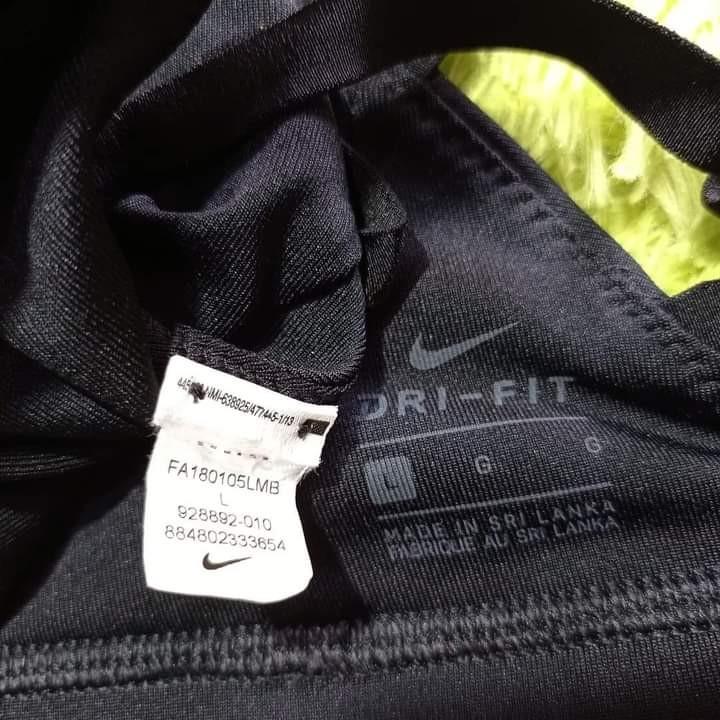 FA180105LMB
L
928892-010
884802333654
DRI-FIT
L G G
MADE IN SRI LANKA
FABRIQUE AU SRI LANKA